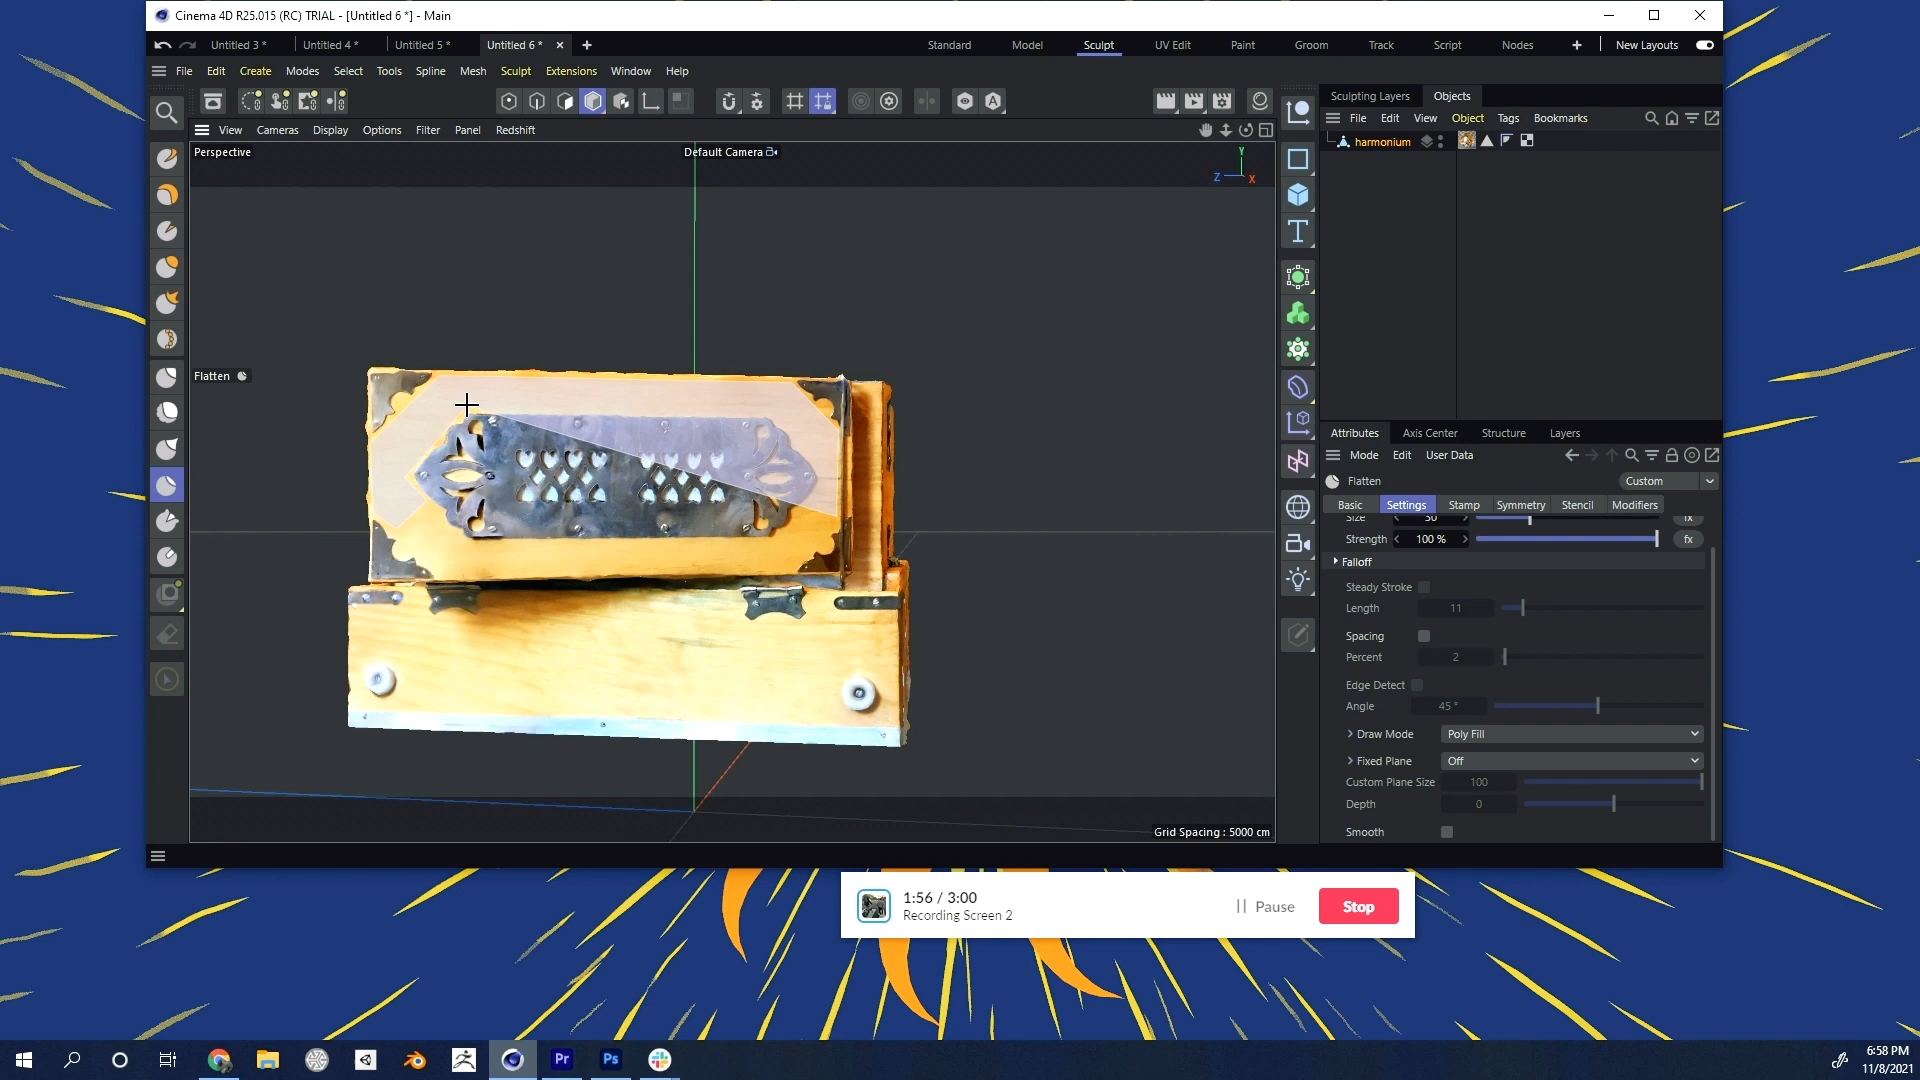 Cinema 4D R25.015 (RC) TRIAL - [Untitled 6 *] - Main
Untitled 3 * Untitled 4 * Untitled 5 * Untitled 6 * Standard Model Sculpt UV Edit Paint Groom Track Script Nodes New Layouts
File Edit Create Modes Select Tools Spline Mesh Sculpt Extensions Window Help
Sculpting Layers Objects
File Edit View Object Tags Bookmarks
View Cameras Display Options Filter Panel Redshift
harmonium
Perspective Default Camera
Y
Z X
Flatten
Grid Spacing : 5000 cm
Attributes Axis Center Structure Layers
Mode Edit User Data
Flatten Custom
Basic Settings Stamp Symmetry Stencil Modifiers
Size 50 fx
Strength 100 % fx
Falloff
Steady Stroke
Length 11
Spacing
Percent 2
Edge Detect
Angle 45 °
Draw Mode Poly Fill
Fixed Plane Off
Custom Plane Size 100
Depth 0
Smooth
1:56 / 3:00
Recording Screen 2
Pause
Stop
Pr
Ps
6:58 PM
11/8/2021